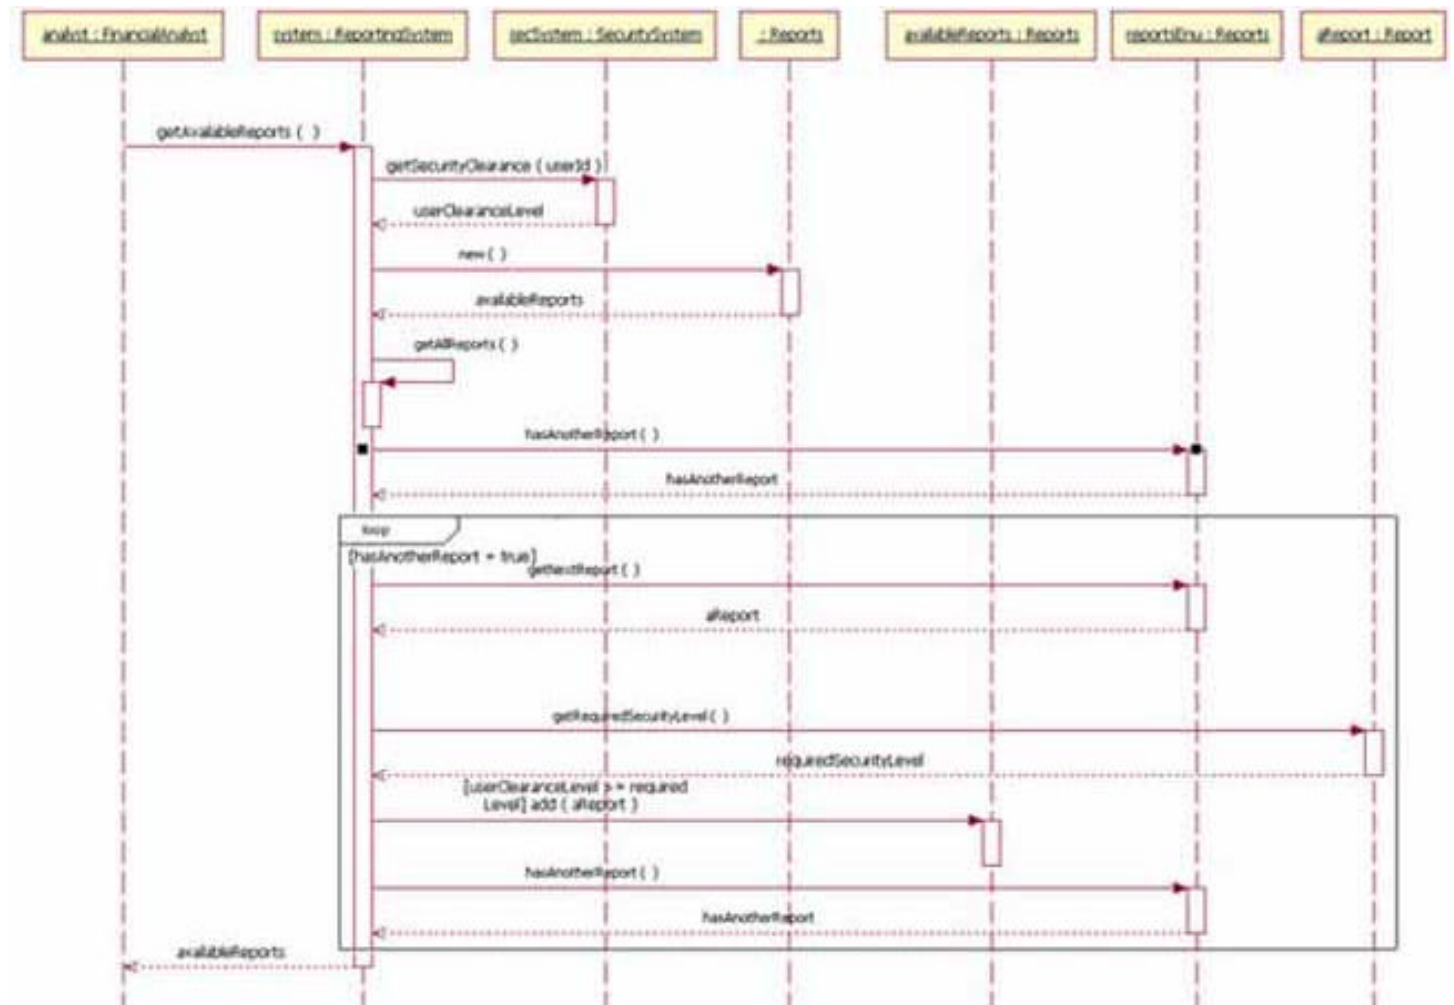 analyst : FinancialAnalyst
system : ReportingSystem
secSystem : SecuritySystem
: Reports
availableReports : Reports
reportsEnu : Reports
aReport : Report
getAvailableReports ( )
getSecurityClearance ( userId )
userClearanceLevel
new ( )
availableReports
getAllReports ( )
hasAnotherReport ( )
hasAnotherReport
loop
[hasAnotherReport = true]
getNextReport ( )
aReport
getRequiredSecurityLevel ( )
requiredSecurityLevel
[userClearanceLevel > = required
Level] add ( aReport )
hasAnotherReport ( )
hasAnotherReport
availableReports